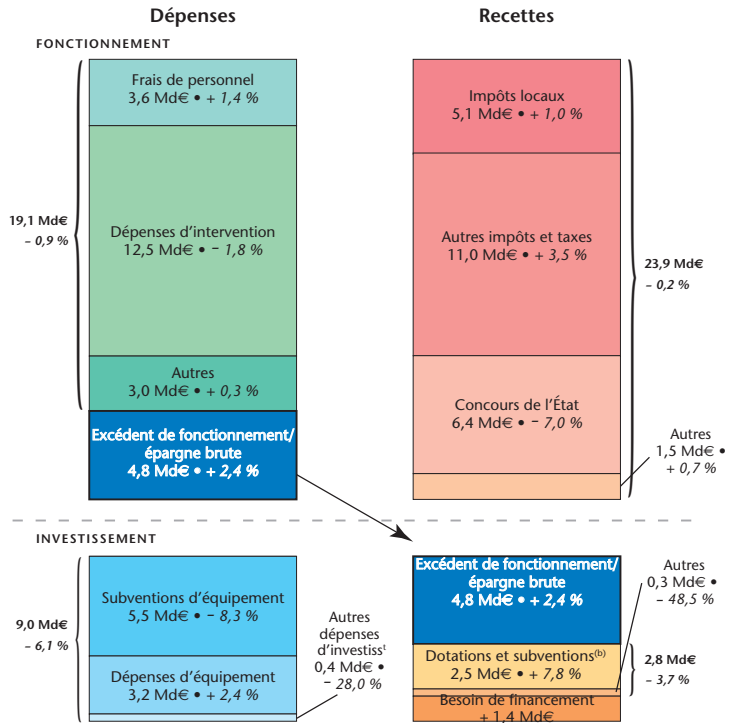 Dépenses
Recettes
FONCTIONNEMENT
Frais de personnel
3,6 Md€ • + 1,4 %
Dépenses d'intervention
12,5 Md€ • - 1,8 %
Autres
3,0 Md€ • + 0,3 %
Excédent de fonctionnement/
épargne brute
4,8 Md€ • + 2,4 %
19,1 Md€
- 0,9 %
Impôts locaux
5,1 Md€ • + 1,0 %
Autres impôts et taxes
11,0 Md€ • + 3,5 %
Concours de l'État
6,4 Md€ • - 7,0 %
Autres
1,5 Md€ •
+ 0,7 %
23,9 Md€
- 0,2 %
INVESTISSEMENT
Subventions d'équipement
5,5 Md€ • - 8,3 %
Dépenses d'équipement
3,2 Md€ • + 2,4 %
9,0 Md€
- 6,1 %
Autres
dépenses
d'investissᵗ
0,4 Md€ •
- 28,0 %
Excédent de fonctionnement/
épargne brute
4,8 Md€ • + 2,4 %
Dotations et subventions⁽ᵇ⁾
2,5 Md€ • + 7,8 %
Besoin de financement
+ 1,4 Md€
Autres
0,3 Md€ •
- 48,5 %
2,8 Md€
- 3,7 %